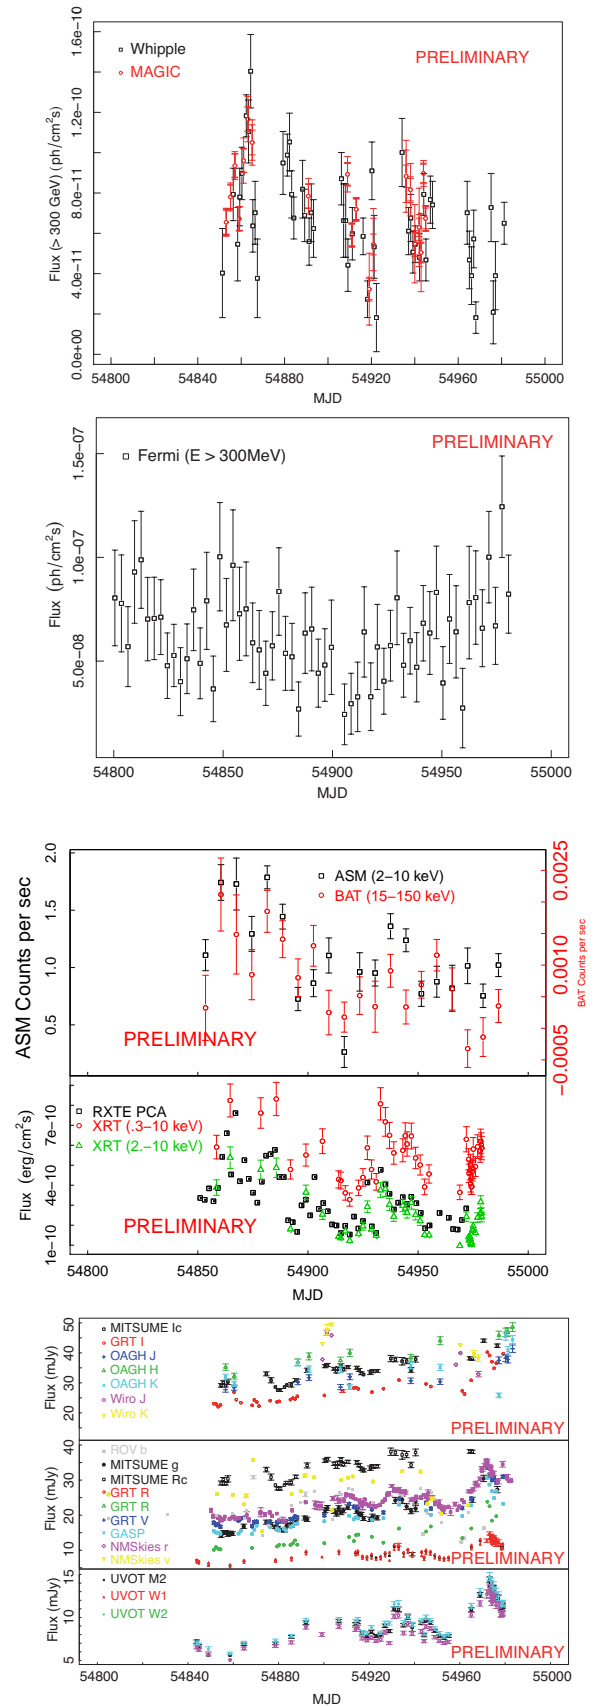 1.6e−10
Whipple
MAGIC
PRELIMINARY
1.2e−10
Flux (> 300 GeV) (ph/cm²s)
8.0e−11
4.0e−11
0.0e+00
54800 54840 54880 54920 54960 55000
MJD
PRELIMINARY
1.5e−07
Fermi (E > 300MeV)
Flux (ph/cm²s)
1.0e−07
5.0e−08
54800 54850 54900 54950 55000
MJD
2.0
0.0025
ASM (2−10 keV)
BAT (15−150 keV)
1.5
ASM Counts per sec
0.0010
BAT Counts per sec
1.0
0.5
PRELIMINARY
−0.0005
RXTE PCA
XRT (.3−10 keV)
XRT (2.−10 keV)
7e−10
Flux (erg/cm²s)
4e−10
PRELIMINARY
1e−10
54800 54850 54900 54950 55000
MJD
50
MITSUME Ic
GRT I
OAGH J
OAGH H
OAGH K
Wiro J
Wiro K
40
30
20
Flux (mJy)
PRELIMINARY
40
ROV b
MITSUME g
MITSUME Rc
GRT R
GRT R
GRT V
GASP
NMSkies r
NMSkies v
30
20
10
Flux (mJy)
PRELIMINARY
15
UVOT M2
UVOT W1
UVOT W2
10
5
Flux (mJy)
PRELIMINARY
54800 54840 54880 54920 54960 55000
MJD